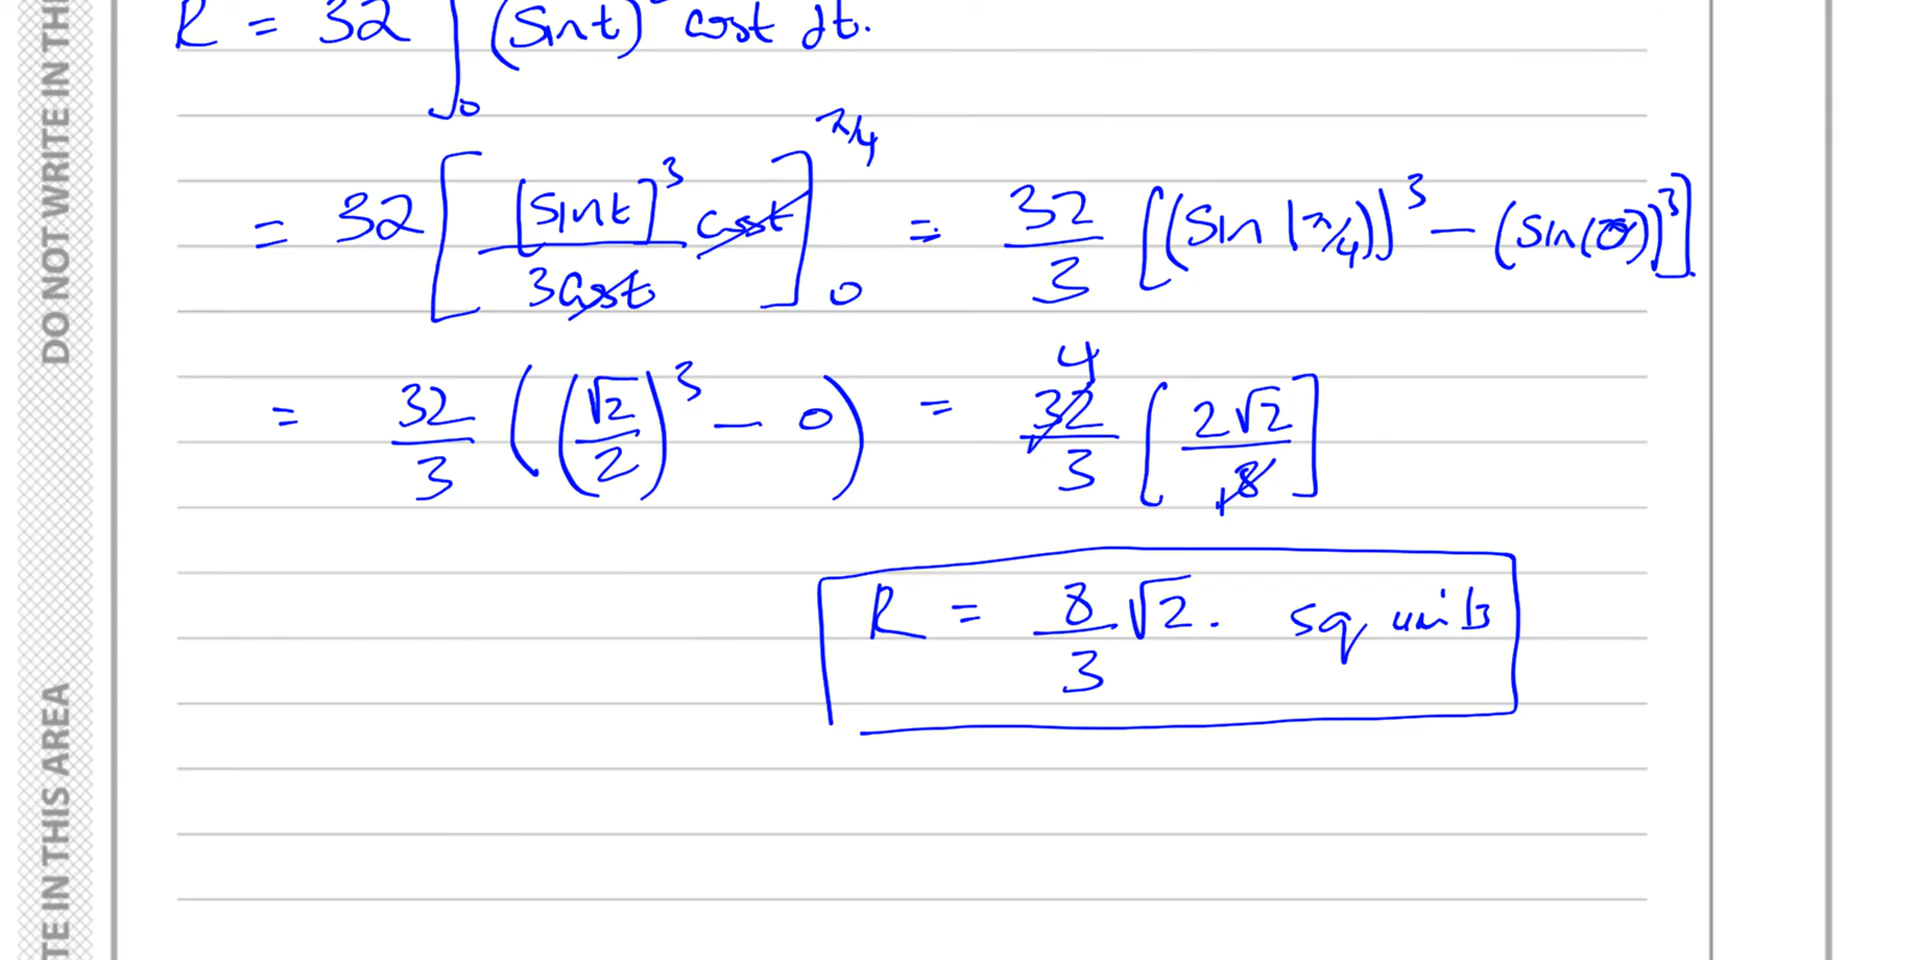 DO NOT WRITE IN TH
R = 32 ∫₀ (sint) cost dt.
= 32 [ [sint]³/3cost cost ]₀^π/4 = 32/3 [(sin(π/4))³ - (sin(0))³]
= 32/3 ((√2/2)³ - 0) = 4 32/3 [2√2/8]
R = 8/3 √2. sq units
TE IN THIS AREA